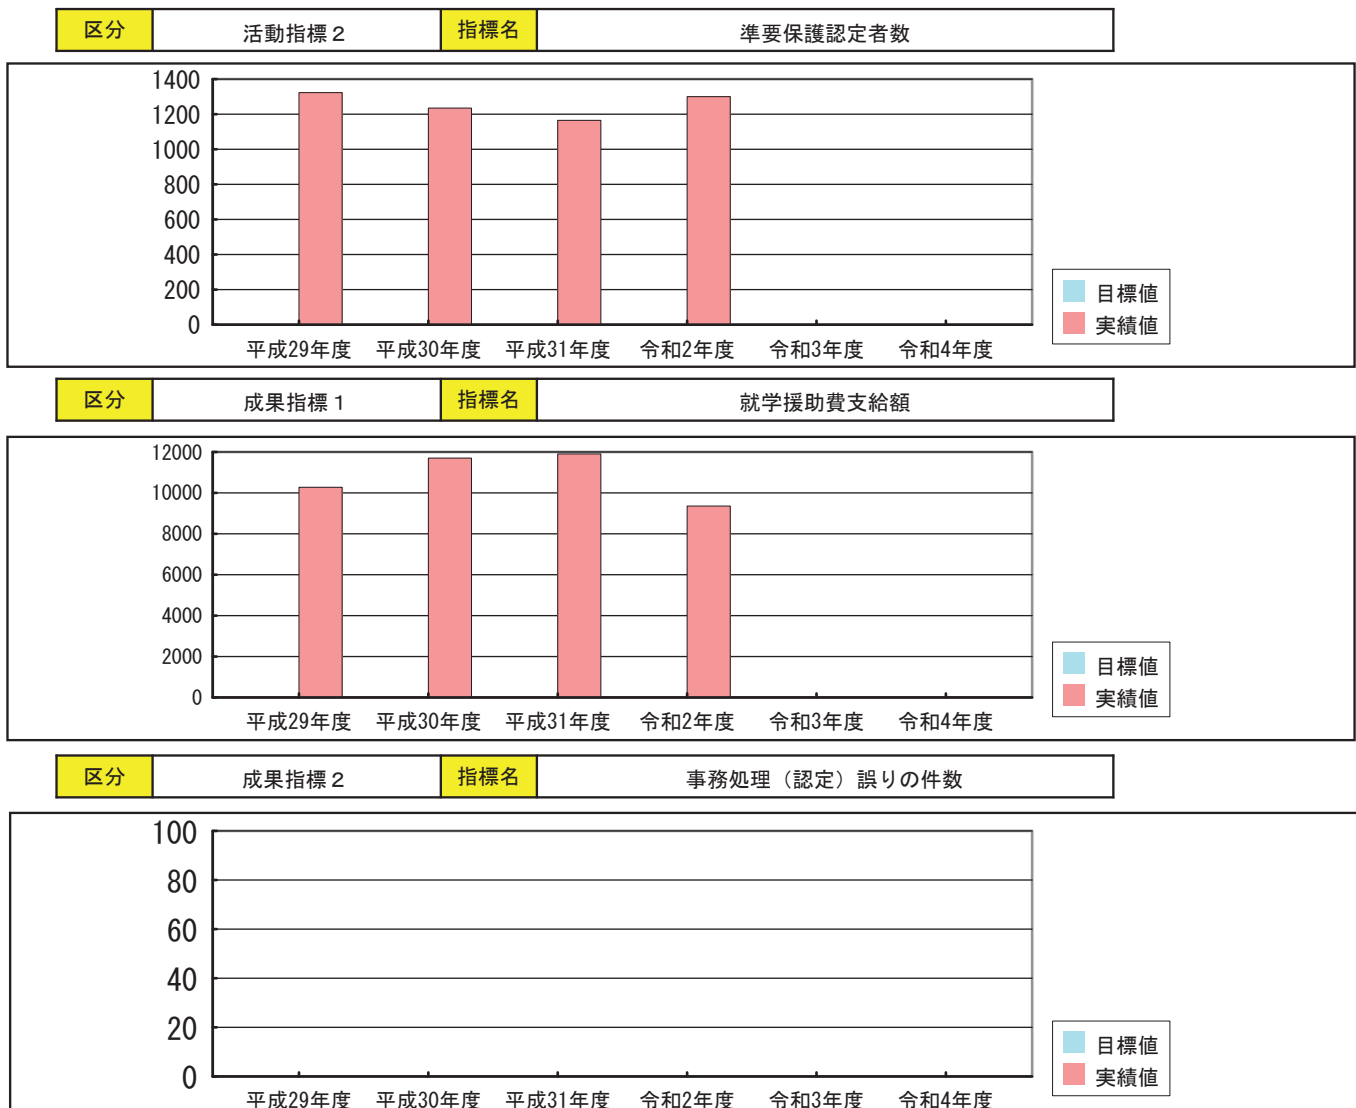 区分 活動指標２ 指標名 準要保護認定者数
1400
1200
1000
800
600
400
200
0
平成29年度 平成30年度 平成31年度 令和2年度 令和3年度 令和4年度
目標値
実績値
区分 成果指標１ 指標名 就学援助費支給額
12000
10000
8000
6000
4000
2000
0
平成29年度 平成30年度 平成31年度 令和2年度 令和3年度 令和4年度
目標値
実績値
区分 成果指標２ 指標名 事務処理（認定）誤りの件数
100
80
60
40
20
0
平成29年度 平成30年度 平成31年度 令和2年度 令和3年度 令和4年度
目標値
実績値